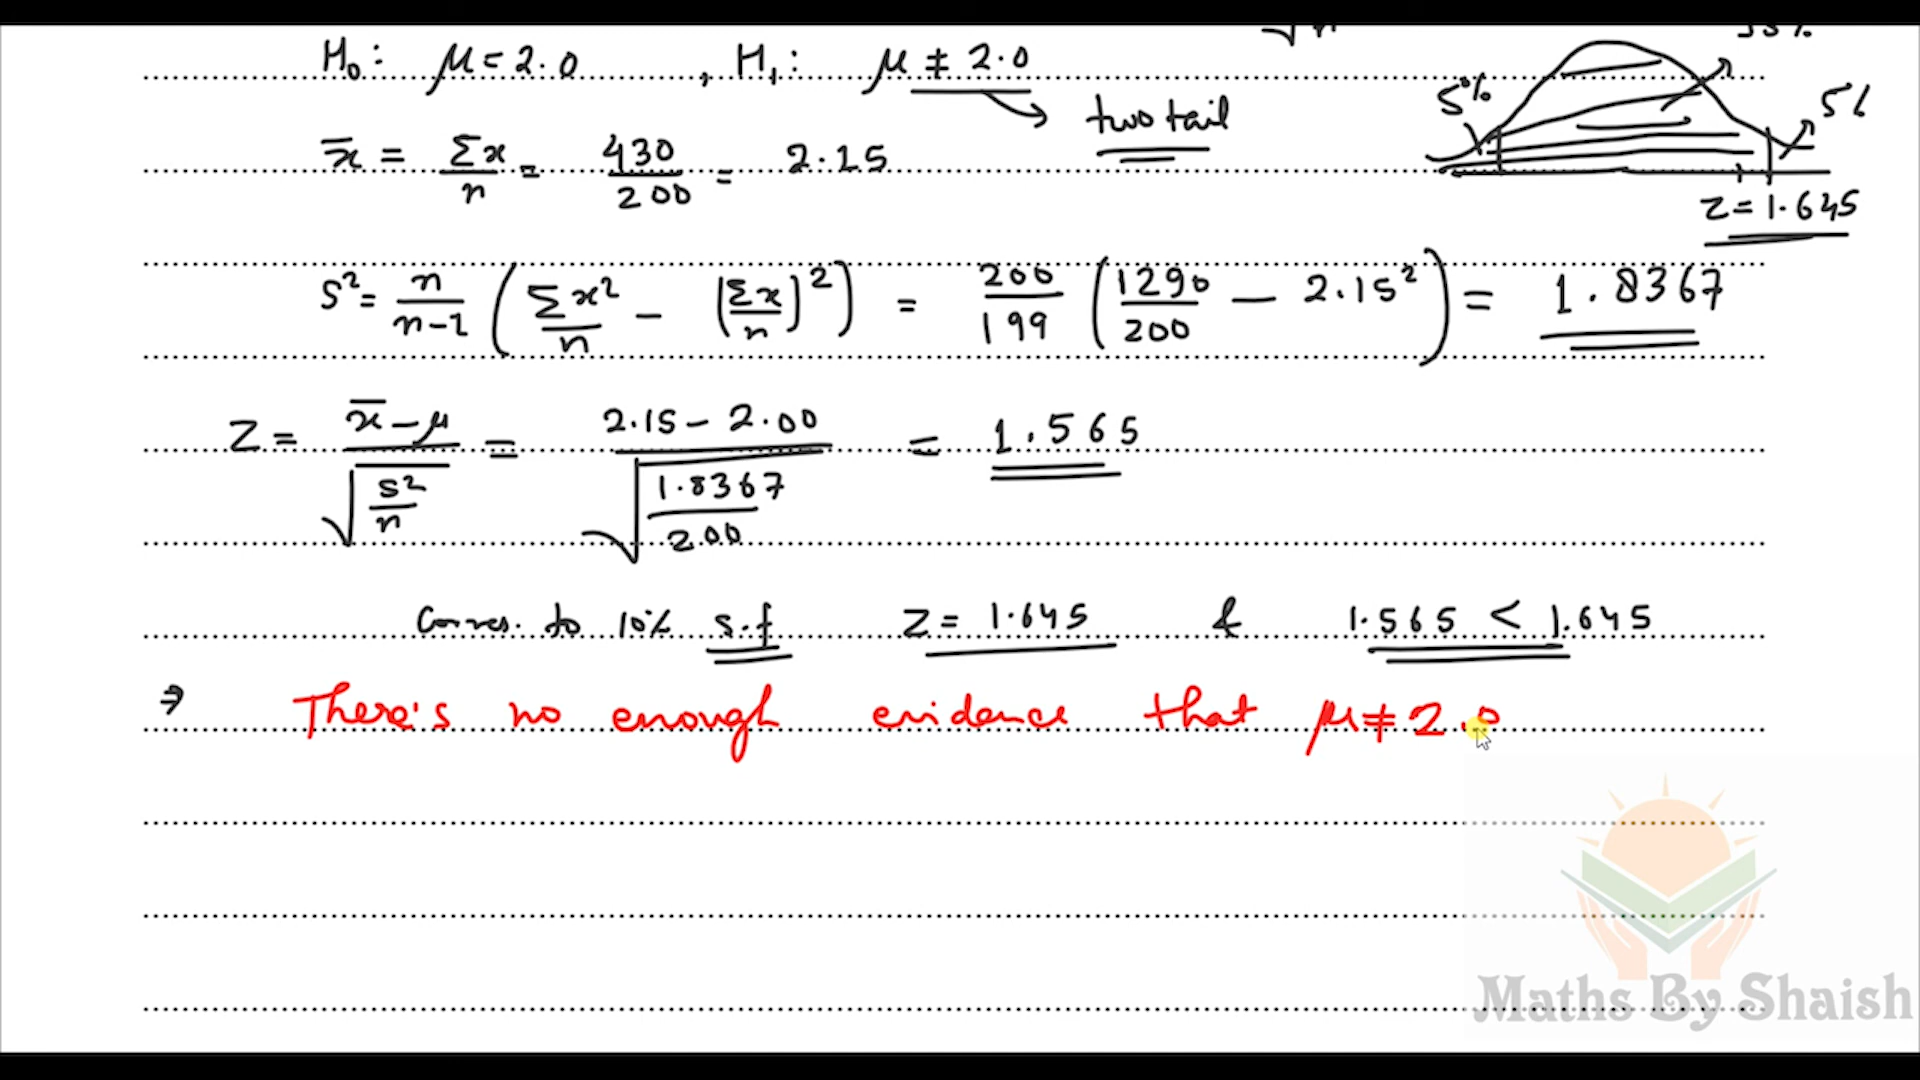 H₀: μ = 2.0 , H₁: μ ≠ 2.0
two tail
5%
5%
z = 1.645
x̄ = Σx/n = 430/200 = 2.15
s² = n/n-1 (Σx²/n - (Σx/n)²) = 200/199 (1290/200 - 2.15²) = 1.8367
Z = x̄ - μ/√(s²/n) = 2.15 - 2.00/√(1.8367/200) = 1.565
Corres. to 10% s.f z = 1.645 & 1.565 < 1.645
⇒ There's no enough evidence that μ ≠ 2.0
Maths By Shaish